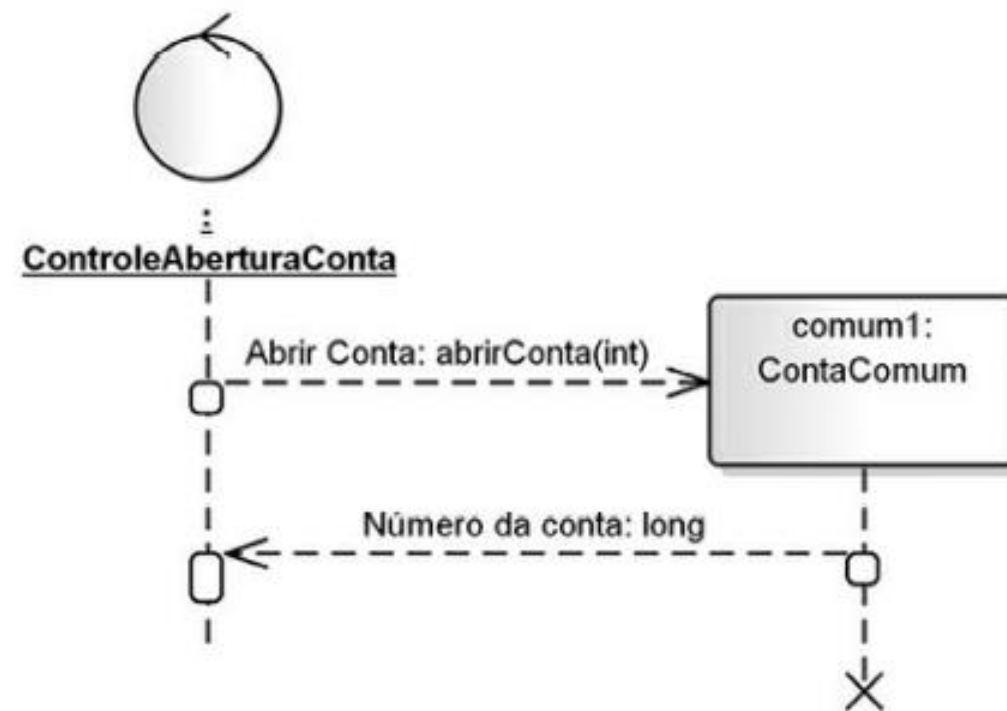 :
ControleAberturaConta
Abrir Conta: abrirConta(int)
comum1:
ContaComum
Número da conta: long